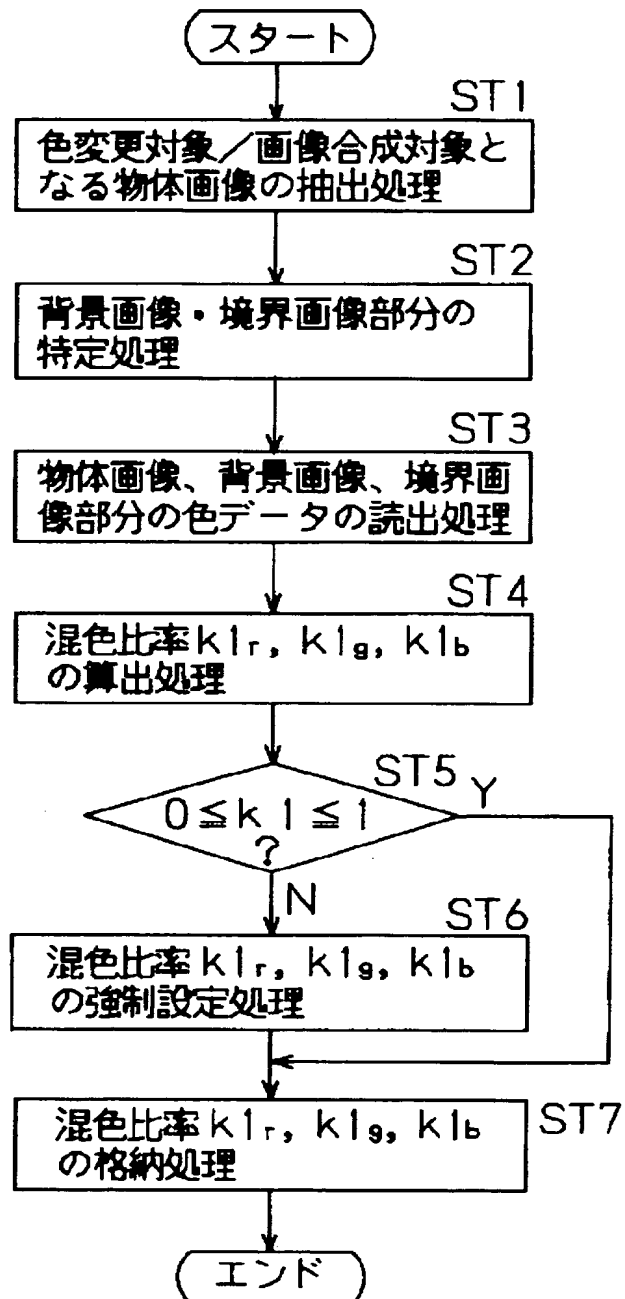 スタート
ST1
色変更対象／画像合成対象と
なる物体画像の抽出処理
ST2
背景画像・境界画像部分の
特定処理
ST3
物体画像、背景画像、境界画
像部分の色データの読出処理
ST4
混色比率k1r, k1g, k1b
の算出処理
ST5
0≦k1≦1
?
Y
N
ST6
混色比率k1r, k1g, k1b
の強制設定処理
ST7
混色比率k1r, k1g, k1b
の格納処理
エンド